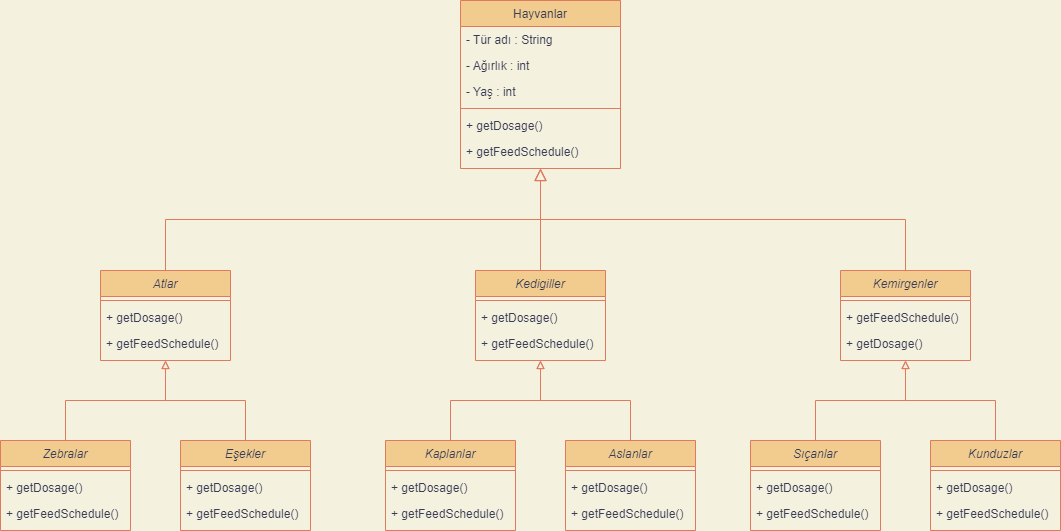 Hayvanlar
- Tür adı : String
- Ağırlık : int
- Yaş : int
+ getDosage()
+ getFeedSchedule()
Atlar
+ getDosage()
+ getFeedSchedule()
Kedigiller
+ getDosage()
+ getFeedSchedule()
Kemirgenler
+ getFeedSchedule()
+ getDosage()
Zebralar
+ getDosage()
+ getFeedSchedule()
Eşekler
+ getDosage()
+ getFeedSchedule()
Kaplanlar
+ getDosage()
+ getFeedSchedule()
Aslanlar
+ getDosage()
+ getFeedSchedule()
Sıçanlar
+ getDosage()
+ getFeedSchedule()
Kunduzlar
+ getDosage()
+ getFeedSchedule()